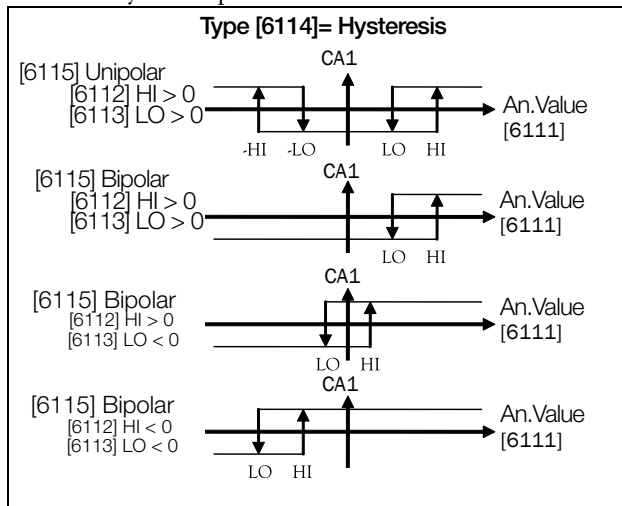 Type [6114]= Hysteresis
CA1
[6115] Unipolar
[6112] HI > 0
[6113] LO > 0
An.Value
[6111]
-HI -LO LO HI
CA1
[6115] Bipolar
[6112] HI > 0
[6113] LO > 0
An.Value
[6111]
LO HI
CA1
[6115] Bipolar
[6112] HI > 0
[6113] LO < 0
An.Value
[6111]
LO HI
CA1
[6115] Bipolar
[6112] HI < 0
[6113] LO < 0
An.Value
[6111]
LO HI